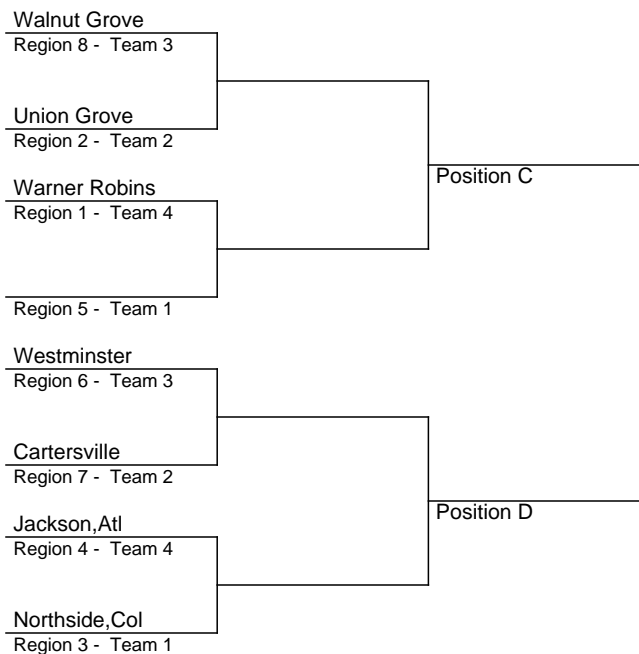 Walnut Grove
Region 8 - Team 3
Union Grove
Region 2 - Team 2
Position C
Warner Robins
Region 1 - Team 4
Region 5 - Team 1
Westminster
Region 6 - Team 3
Cartersville
Region 7 - Team 2
Position D
Jackson,Atl
Region 4 - Team 4
Northside,Col
Region 3 - Team 1